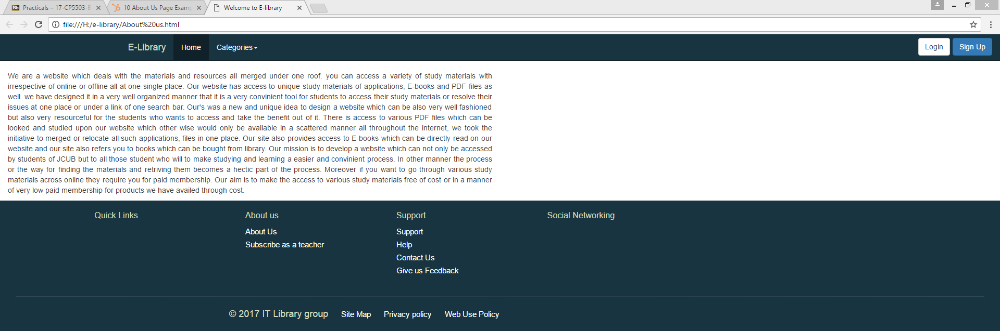 Practicals – 17-CP5503-B
10 About Us Page Examp
Welcome to E-library
file:///H:/e-library/About%20us.html
E-Library Home Categories Login Sign Up
We are a website which deals with the materials and resources all merged under one roof. you can access a variety of study materials with
irrespective of online or offline all at one single place. Our website has access to unique study materials of applications, E-books and PDF files as
well. we have designed it in a very well organized manner that it is a very convinient tool for students to access their study materials or resolve their
issues at one place or under a link of one search bar. Our's was a new and unique idea to design a website which can be also very well fashioned
but also very resourceful for the students who wants to access and take the benefit out of it. There is access to various PDF files which can be
looked and studied upon our website which other wise would only be available in a scattered manner all throughout the internet, we took the
initiative to merged or relocate all such applications, files in one place. Our site also provides access to E-books which can be directly read on our
website and our site also refers you to books which can be bought from library. Our mission is to develop a website which can not only be accessed
by students of JCUB but to all those student who will to make studying and learning a easier and convinient process. In other manner the process
or the way for finding the materials and retriving them becomes a hectic part of the process. Moreover if you want to go through various study
materials across online they require you for paid membership. Our aim is to make the access to various study materials free of cost or in a manner
of very low paid membership for products we have availed through cost.
Quick Links
About us
About Us
Subscribe as a teacher
Support
Support
Help
Contact Us
Give us Feedback
Social Networking
© 2017 IT Library group Site Map Privacy policy Web Use Policy